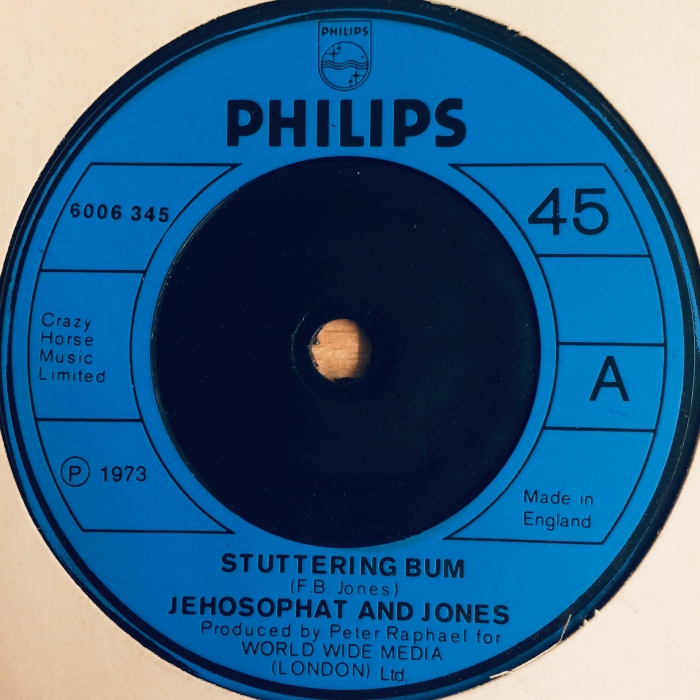 PHILIPS
PHILIPS
6006 345
45
Crazy
Horse
Music
Limited
A
Ⓟ 1973
Made in
England
STUTTERING BUM
(F.B. Jones)
JEHOSOPHAT AND JONES
Produced by Peter Raphael for
WORLD WIDE MEDIA
(LONDON) Ltd.